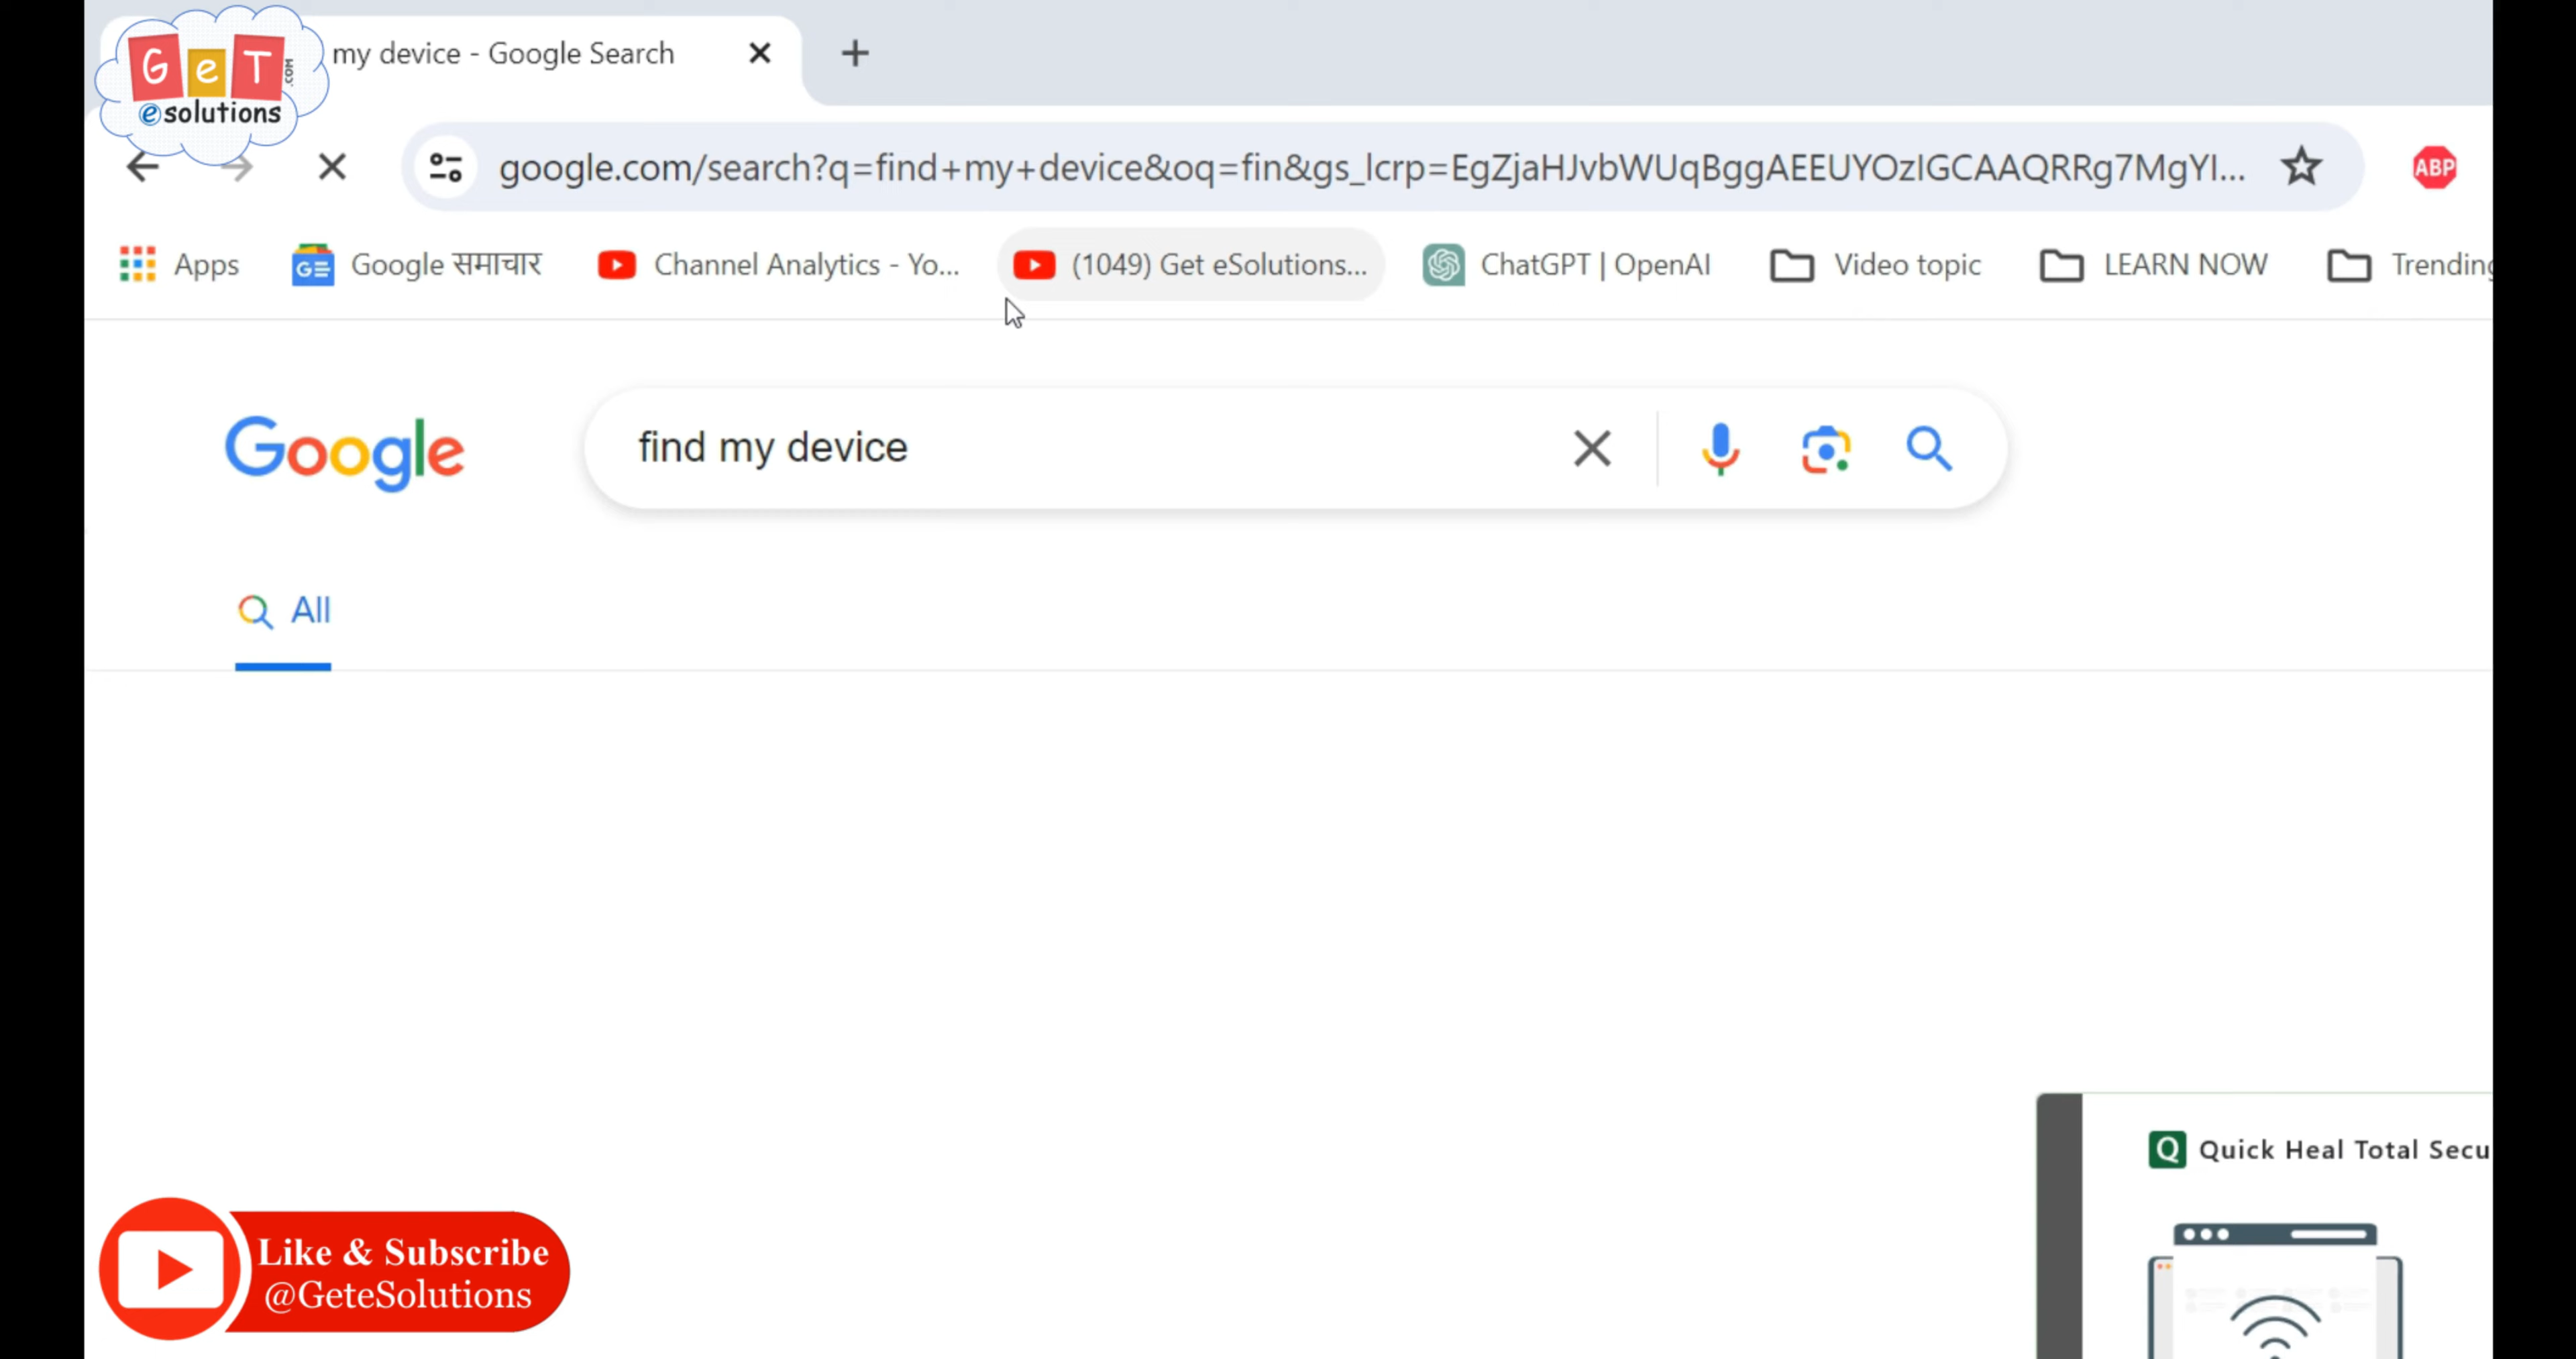 GeT.COM
esolutions
my device - Google Search
google.com/search?q=find+my+device&oq=fin&gs_lcrp=EgZjaHJvbWUqBggAEEUYOzIGCAAQRRg7MgYI...
ABP
Apps
GE
Google समाचार
Channel Analytics - Yo...
(1049) Get eSolutions...
ChatGPT | OpenAI
Video topic
LEARN NOW
Trending
Google
find my device
All
Q Quick Heal Total Secu
Like & Subscribe
@GeteSolutions